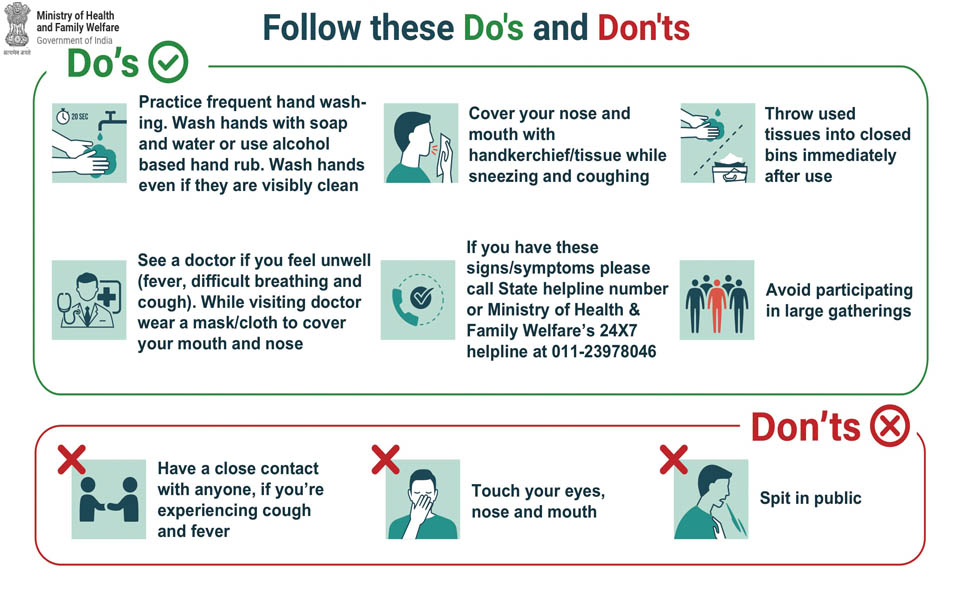 Ministry of Health
and Family Welfare
Government of India
सत्यमेव जयते
Follow these Do's and Don'ts
Do's
20 SEC
Practice frequent hand wash-
ing. Wash hands with soap
and water or use alcohol
based hand rub. Wash hands
even if they are visibly clean
Cover your nose and
mouth with
handkerchief/tissue while
sneezing and coughing
Throw used
tissues into closed
bins immediately
after use
See a doctor if you feel unwell
(fever, difficult breathing and
cough). While visiting doctor
wear a mask/cloth to cover
your mouth and nose
If you have these
signs/symptoms please
call State helpline number
or Ministry of Health &
Family Welfare's 24X7
helpline at 011-23978046
Avoid participating
in large gatherings
Don'ts
Have a close contact
with anyone, if you're
experiencing cough
and fever
Touch your eyes,
nose and mouth
Spit in public